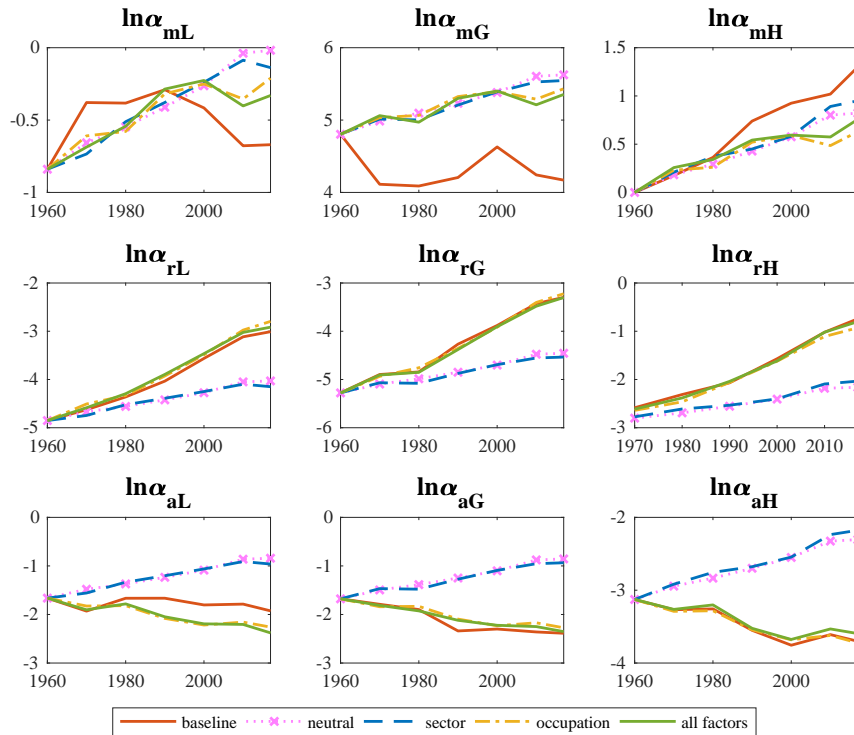 lnα_mL lnα_mG lnα_mH
0 6 1.5
1
-0.5 5
0.5
-1 4 0
1960 1980 2000 1960 1980 2000 1960 1980 2000
lnα_rL lnα_rG lnα_rH
-2 -3 0
-3 -4 -1
-4 -5 -2
-5 -6 -3
1960 1980 2000 1960 1980 2000 1970 1980 1990 2000 2010
lnα_aL lnα_aG lnα_aH
0 0 -2
-1 -1
-3
-2 -2
-3 -3 -4
1960 1980 2000 1960 1980 2000 1960 1980 2000
baseline neutral sector occupation all factors